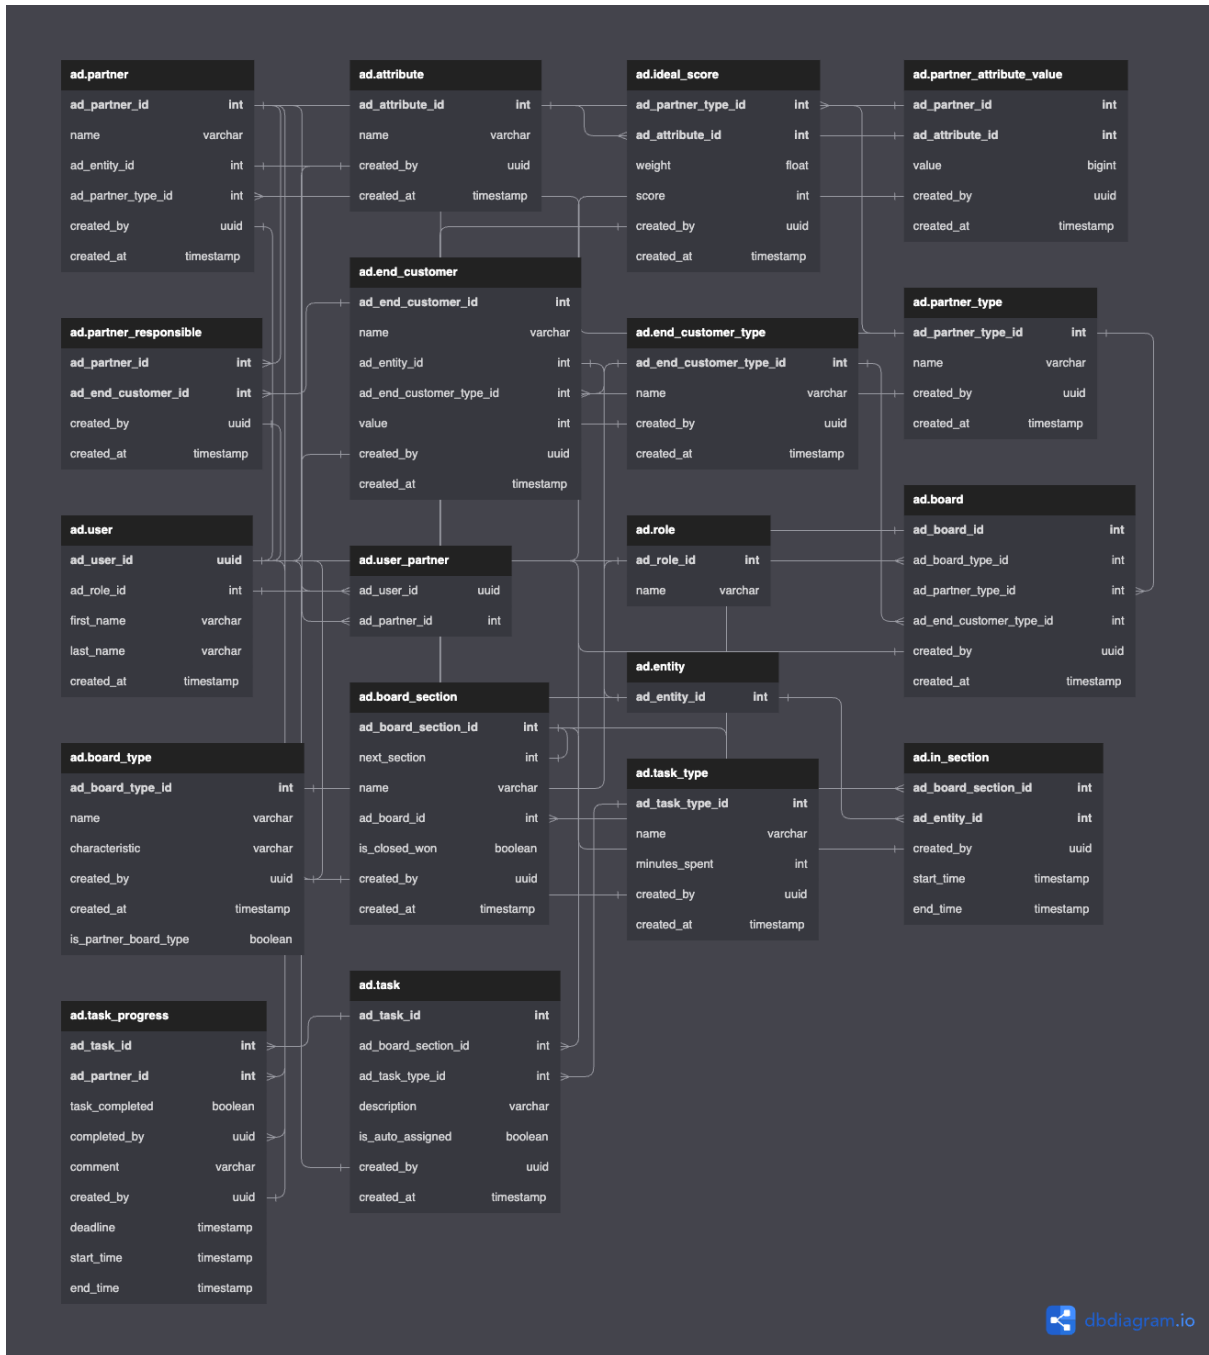 ad.partner
ad_partner_id int
name varchar
ad_entity_id int
ad_partner_type_id int
created_by uuid
created_at timestamp
ad.attribute
ad_attribute_id int
name varchar
created_by uuid
created_at timestamp
ad.ideal_score
ad_partner_type_id int
ad_attribute_id int
weight float
score int
created_by uuid
created_at timestamp
ad.partner_attribute_value
ad_partner_id int
ad_attribute_id int
value bigint
created_by uuid
created_at timestamp
ad.end_customer
ad_end_customer_id int
name varchar
ad_entity_id int
ad_end_customer_type_id int
value int
created_by uuid
created_at timestamp
ad.partner_responsible
ad_partner_id int
ad_end_customer_id int
created_by uuid
created_at timestamp
ad.end_customer_type
ad_end_customer_type_id int
name varchar
created_by uuid
created_at timestamp
ad.partner_type
ad_partner_type_id int
name varchar
created_by uuid
created_at timestamp
ad.user
ad_user_id uuid
ad_role_id int
first_name varchar
last_name varchar
created_at timestamp
ad.user_partner
ad_user_id uuid
ad_partner_id int
ad.role
ad_role_id int
name varchar
ad.board
ad_board_id int
ad_board_type_id int
ad_partner_type_id int
ad_end_customer_type_id int
created_by uuid
created_at timestamp
ad.entity
ad_entity_id int
ad.board_section
ad_board_section_id int
next_section int
name varchar
ad_board_id int
is_closed_won boolean
created_by uuid
created_at timestamp
ad.board_type
ad_board_type_id int
name varchar
characteristic varchar
created_by uuid
created_at timestamp
is_partner_board_type boolean
ad.task_type
ad_task_type_id int
name varchar
minutes_spent int
created_by uuid
created_at timestamp
ad.in_section
ad_board_section_id int
ad_entity_id int
created_by uuid
start_time timestamp
end_time timestamp
ad.task
ad_task_id int
ad_board_section_id int
ad_task_type_id int
description varchar
is_auto_assigned boolean
created_by uuid
created_at timestamp
ad.task_progress
ad_task_id int
ad_partner_id int
task_completed boolean
completed_by uuid
comment varchar
created_by uuid
deadline timestamp
start_time timestamp
end_time timestamp
dbdiagram.io